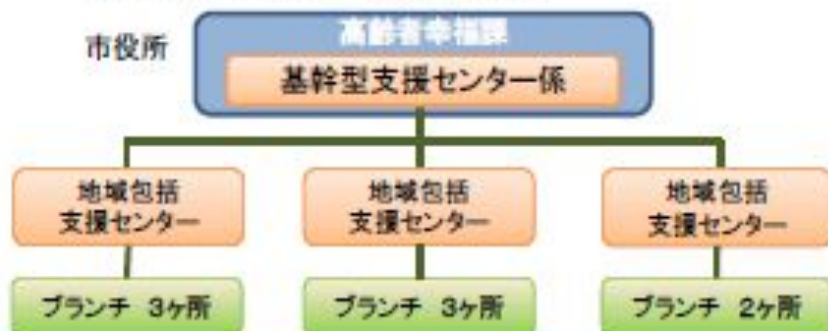 高齢者幸福課
市役所
基幹型支援センター係
地域包括
支援センター
地域包括
支援センター
地域包括
支援センター
ブランチ 3ヶ所
ブランチ 3ヶ所
ブランチ 2ヶ所